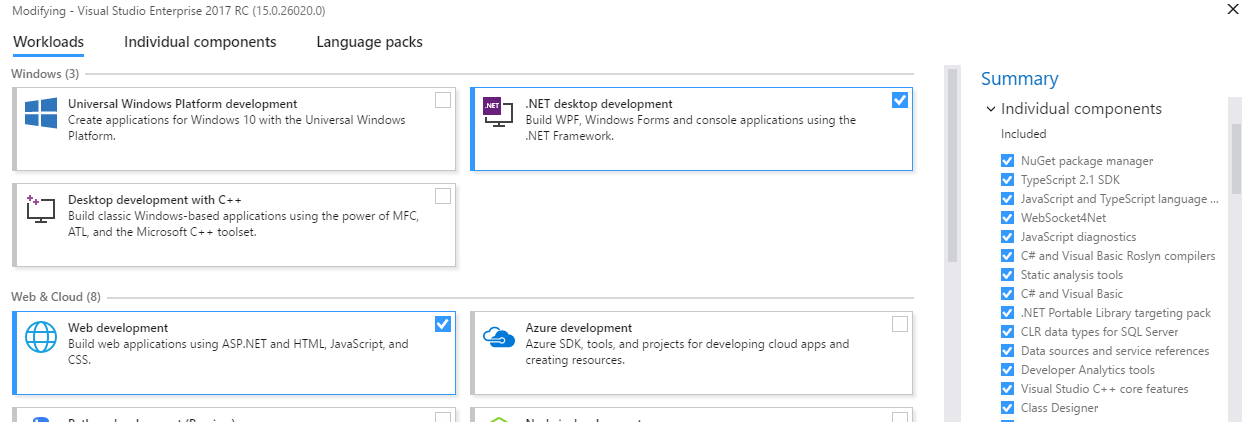 Modifying - Visual Studio Enterprise 2017 RC (15.0.26020.0)
Workloads Individual components Language packs
Windows (3)
Universal Windows Platform development
Create applications for Windows 10 with the Universal Windows
Platform.
.NET
.NET desktop development
Build WPF, Windows Forms and console applications using the
.NET Framework.
Desktop development with C++
Build classic Windows-based applications using the power of MFC,
ATL, and the Microsoft C++ toolset.
Web & Cloud (8)
Web development
Build web applications using ASP.NET and HTML, JavaScript, and
CSS.
Azure development
Azure SDK, tools, and projects for developing cloud apps and
creating resources.
Summary
Individual components
Included
NuGet package manager
TypeScript 2.1 SDK
JavaScript and TypeScript language ...
WebSocket4Net
JavaScript diagnostics
C# and Visual Basic Roslyn compilers
Static analysis tools
C# and Visual Basic
.NET Portable Library targeting pack
CLR data types for SQL Server
Data sources and service references
Developer Analytics tools
Visual Studio C++ core features
Class Designer